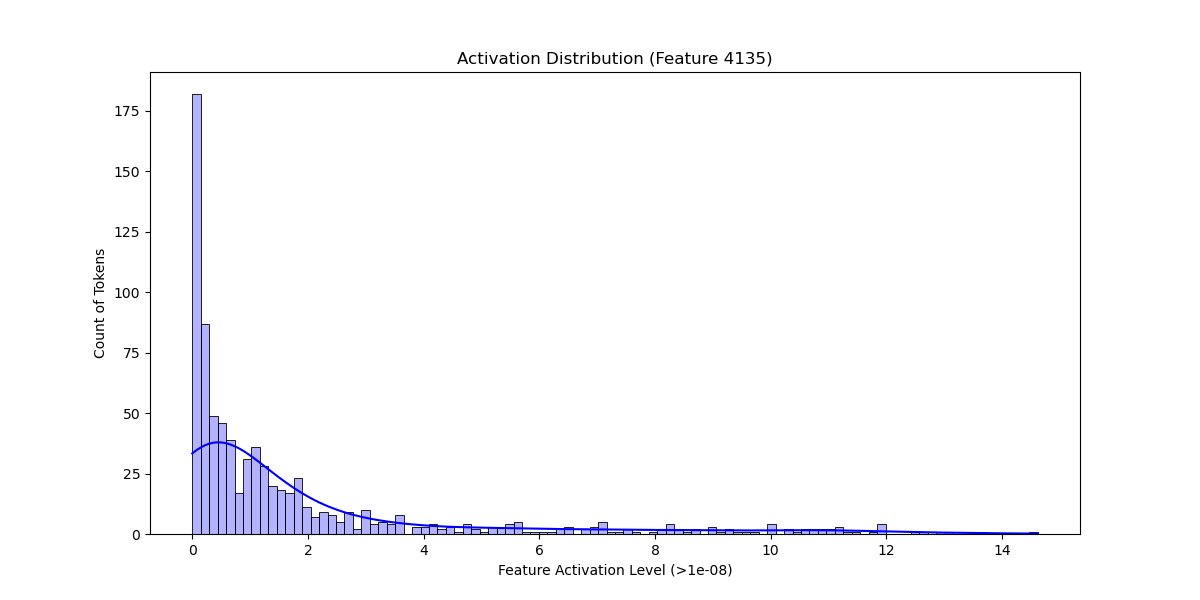 Activation Distribution (Feature 4135)
175
150
125
100
75
50
25
0
Count of Tokens
0 2 4 6 8 10 12 14
Feature Activation Level (>1e-08)